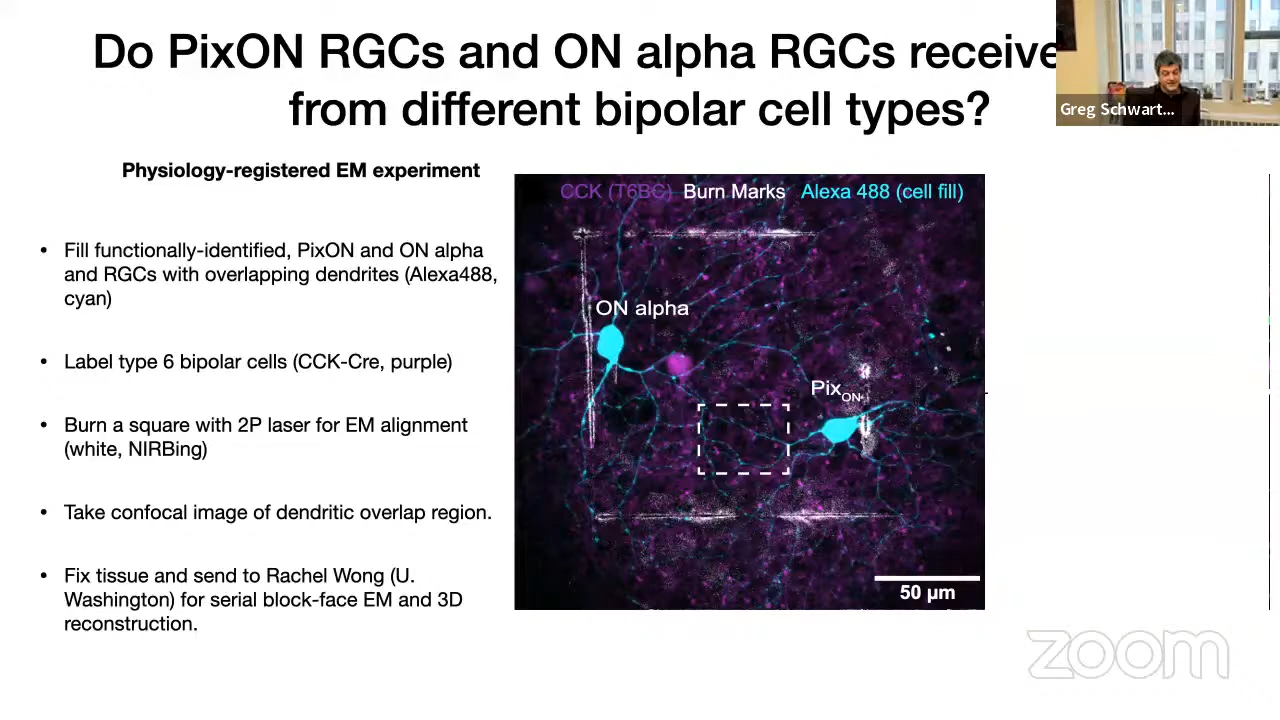 Do PixON RGCs and ON alpha RGCs receive
from different bipolar cell types?
Greg Schwart...
Physiology-registered EM experiment
• Fill functionally-identified, PixON and ON alpha
and RGCs with overlapping dendrites (Alexa488,
cyan)
• Label type 6 bipolar cells (CCK-Cre, purple)
• Burn a square with 2P laser for EM alignment
(white, NIRBing)
• Take confocal image of dendritic overlap region.
• Fix tissue and send to Rachel Wong (U.
Washington) for serial block-face EM and 3D
reconstruction.
CCK (T6BC) Burn Marks Alexa 488 (cell fill)
ON alpha
PixON
50 µm
zoom